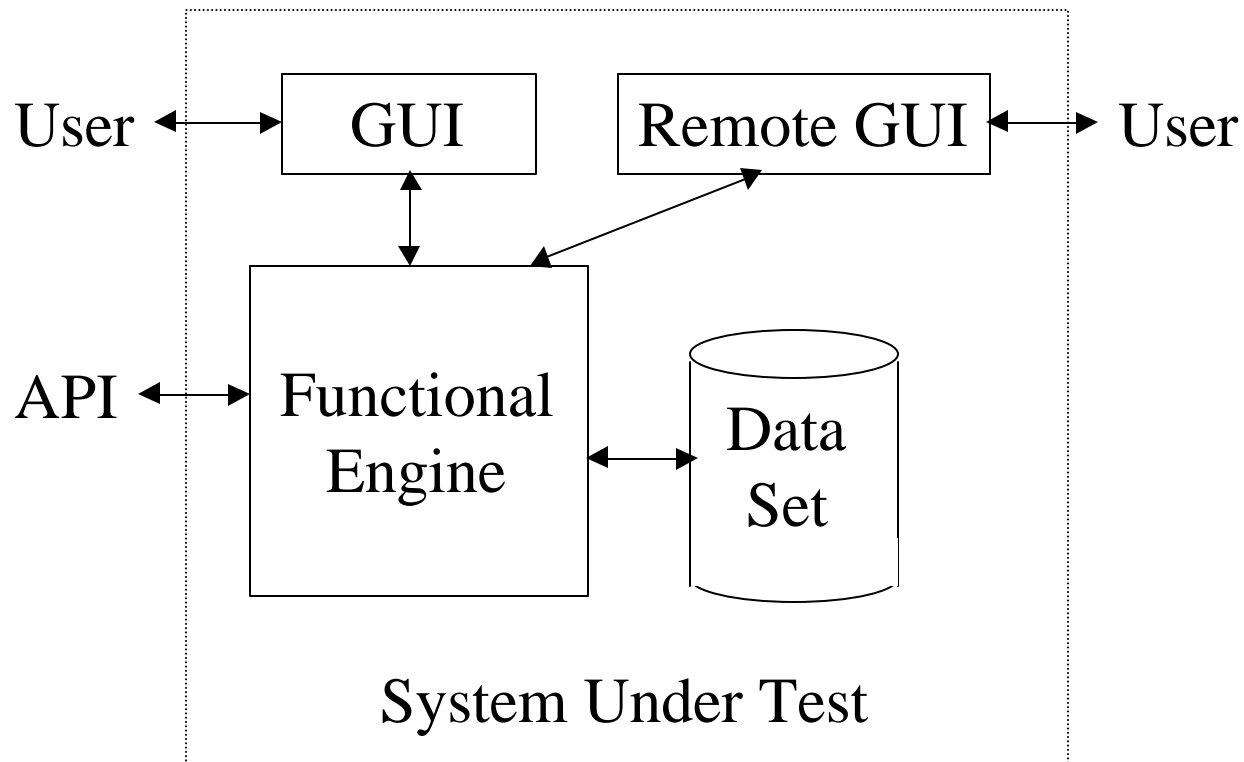 User
GUI
Remote GUI
User
API
Functional
Engine
Data
Set
System Under Test